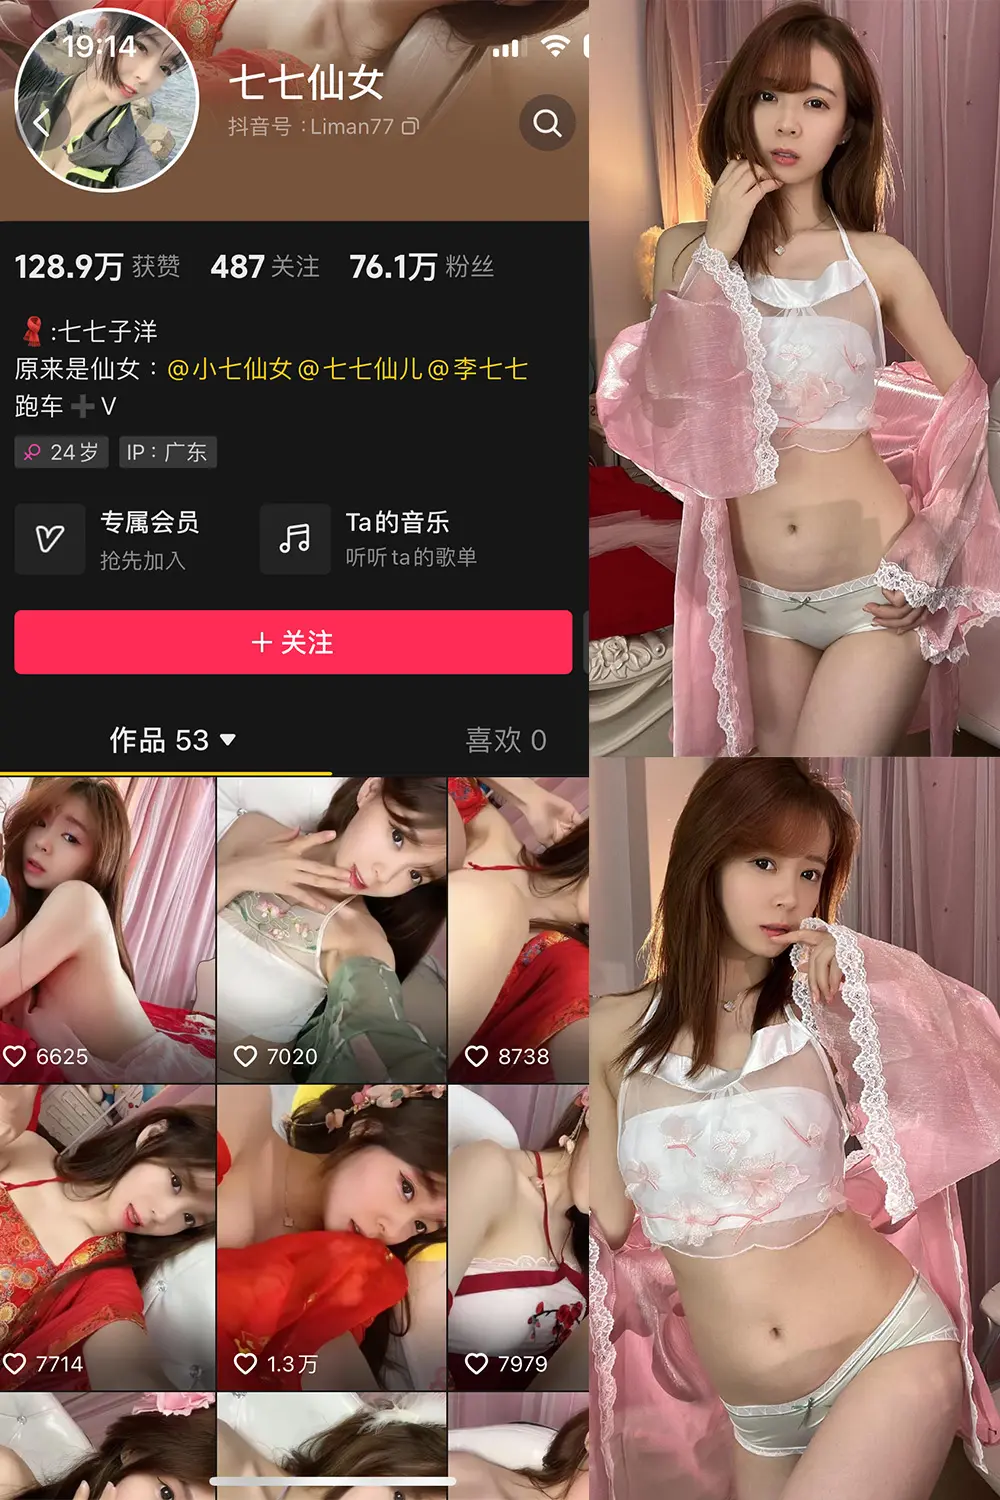 19:14
七七仙女
抖音号：Liman77
128.9万 获赞 487 关注 76.1万 粉丝
:七七子洋
原来是仙女：@小七仙女@七七仙儿@李七七
跑车➕V
24岁 IP：广东
专属会员
抢先加入
Ta的音乐
听听ta的歌单
+ 关注
作品 53
喜欢 0
6625
7020
8738
7714
1.3万
7979